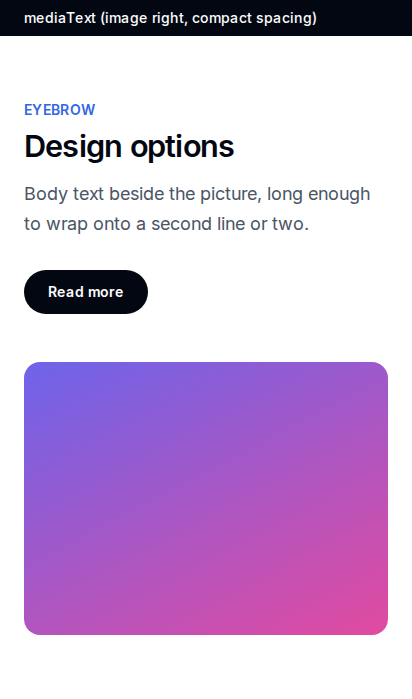 mediaText (image right, compact spacing)
EYEBROW
Design options
Body text beside the picture, long enough
to wrap onto a second line or two.
Read more